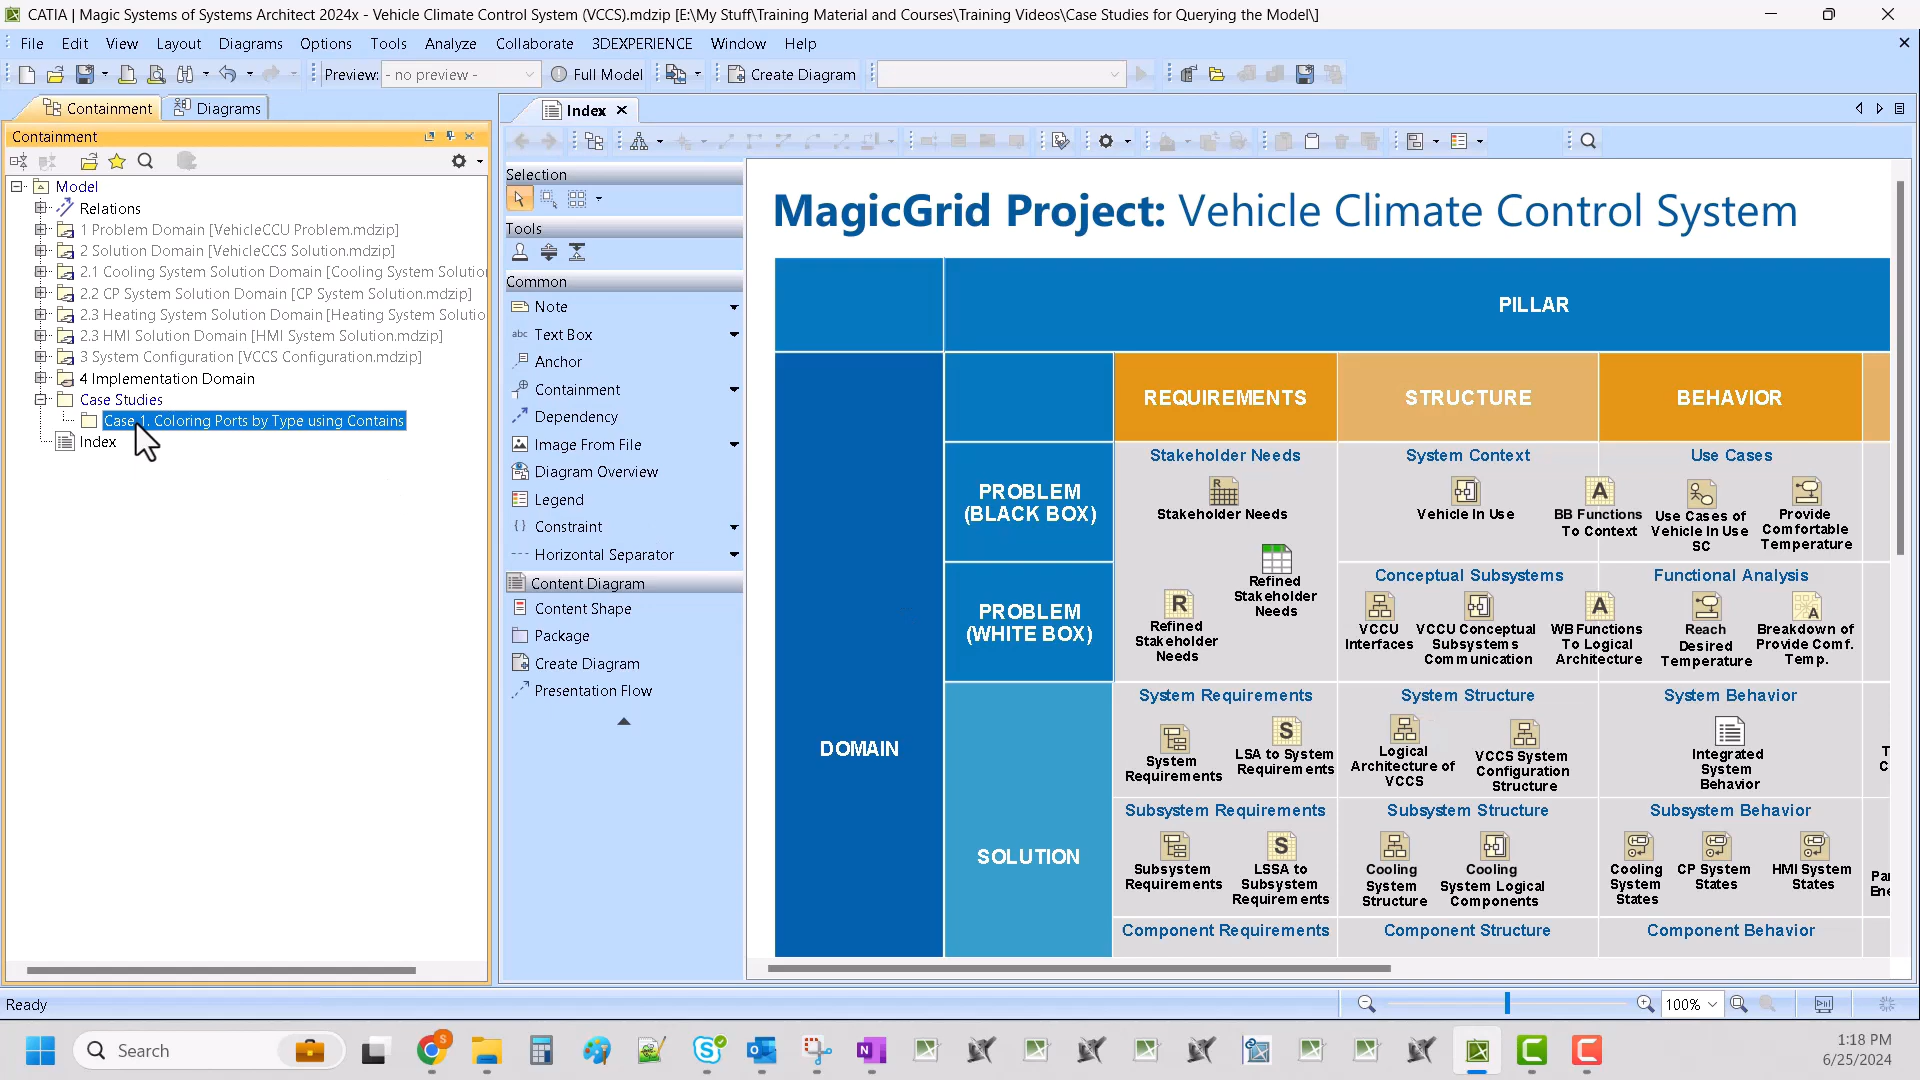 CATIA | Magic Systems of Systems Architect 2024x - Vehicle Climate Control System (VCCS).mdzip [E:\My Stuff\Training Material and Courses\Training Videos\Case Studies for Querying the Model\]
File Edit View Layout Diagrams Options Tools Analyze Collaborate 3DEXPERIENCE Window Help
Preview: - no preview - Full Model Create Diagram
Containment Diagrams
Containment
Model
Relations
1 Problem Domain [VehicleCCU Problem.mdzip]
2 Solution Domain [VehicleCCS Solution.mdzip]
2.1 Cooling System Solution Domain [Cooling System Solutio
2.2 CP System Solution Domain [CP System Solution.mdzip]
2.3 Heating System Solution Domain [Heating System Solutio
2.3 HMI Solution Domain [HMI System Solution.mdzip]
3 System Configuration [VCCS Configuration.mdzip]
4 Implementation Domain
Case Studies
Case 1. Coloring Ports by Type using Contains
Index
Index
Selection
Tools
Common
Note
abc Text Box
Anchor
Containment
Dependency
Image From File
Diagram Overview
Legend
{} Constraint
Horizontal Separator
Content Diagram
Content Shape
Package
Create Diagram
Presentation Flow
MagicGrid Project: Vehicle Climate Control System
PILLAR
REQUIREMENTS STRUCTURE BEHAVIOR
DOMAIN
PROBLEM
(BLACK BOX)
Stakeholder Needs
R
Stakeholder Needs
System Context
Vehicle In Use
A
BB Functions
To Context
Use Cases
Use Cases of
Vehicle In Use
SC
Provide
Comfortable
Temperature
PROBLEM
(WHITE BOX)
Refined
Stakeholder
Needs
R
Refined
Stakeholder
Needs
Conceptual Subsystems
VCCU
Interfaces
VCCU Conceptual
Subsystems
Communication
A
WB Functions
To Logical
Architecture
Functional Analysis
Reach
Desired
Temperature
A
Breakdown of
Provide Comf.
Temp.
SOLUTION
System Requirements
System
Requirements
S
LSA to System
Requirements
System Structure
Logical
Architecture of
VCCS
VCCS System
Configuration
Structure
System Behavior
Integrated
System
Behavior
T
C
Subsystem Requirements
Subsystem
Requirements
S
LSSA to
Subsystem
Requirements
Subsystem Structure
Cooling
System
Structure
Cooling
System Logical
Components
Subsystem Behavior
Cooling
System
States
CP System
States
HMI System
States
Par
Ene
Component Requirements
Component Structure
Component Behavior
Ready
100%
Search
1:18 PM
6/25/2024